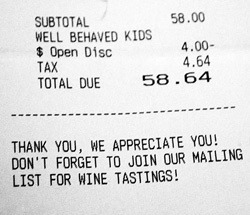 SUBTOTAL 58.00
WELL BEHAVED KIDS
$ Open Disc 4.00-
TAX 4.64
TOTAL DUE 58.64
------------------------------------
THANK YOU, WE APPRECIATE YOU!
DON'T FORGET TO JOIN OUR MAILING
LIST FOR WINE TASTINGS!